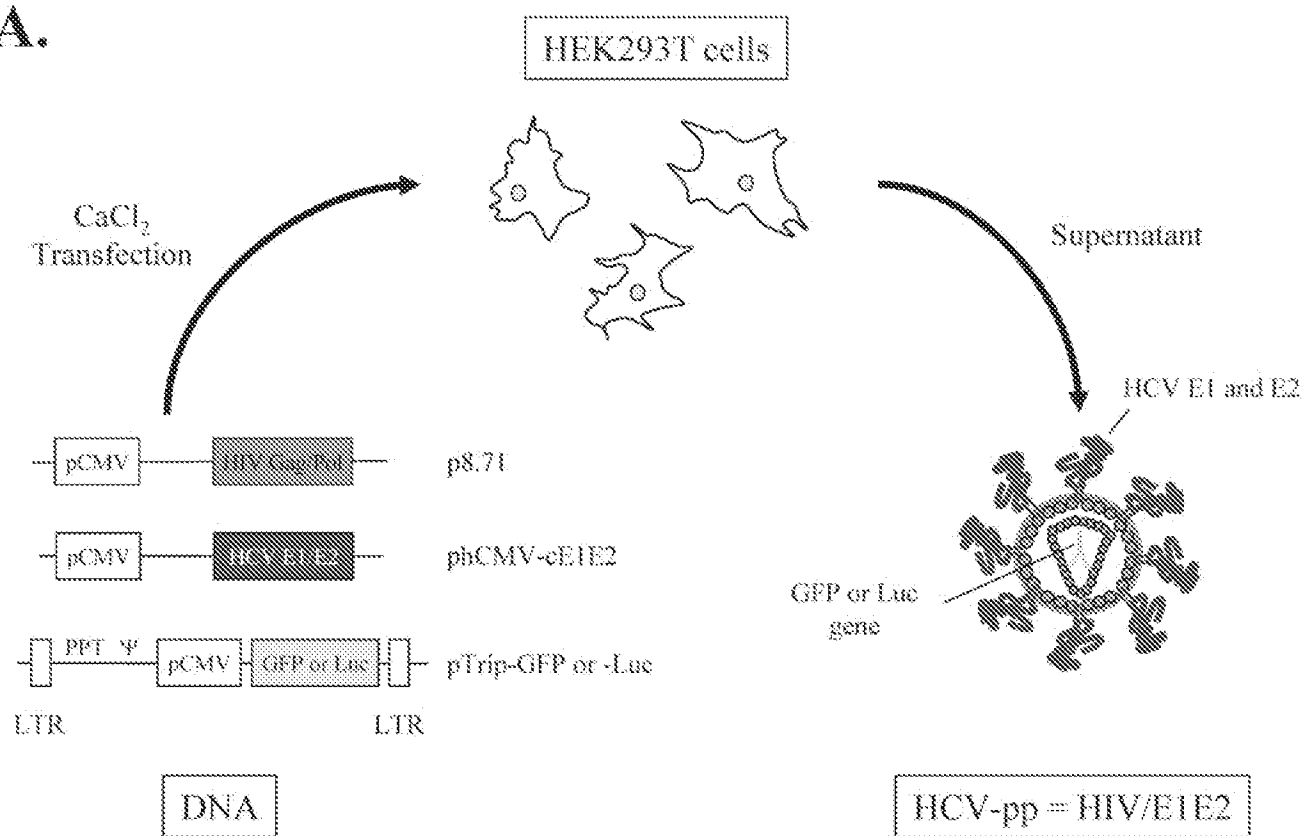 A.
HEK293T cells
CaCl₂
Transfection
Supernatant
HCV E1 and E2
pCMV HIV Gag/Pol p8.71
pCMV HCV E1E2 phCMV-cE1E2
GFP or Luc
gene
PPT Ψ
pCMV GFP or Luc pTrip-GFP or -Luc
LTR LTR
DNA
HCV-pp = HIV/E1E2